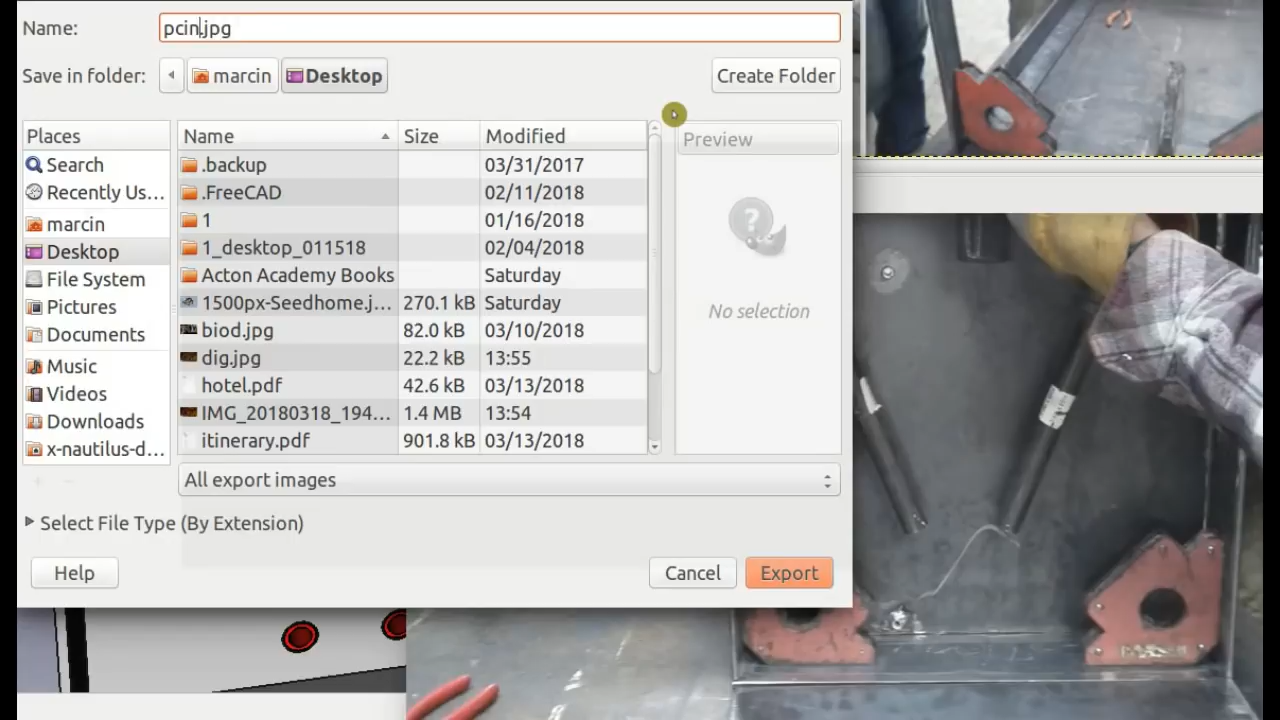 Name: pcin.jpg
Save in folder: marcin Desktop Create Folder
Places Name Size Modified Preview
Search .backup 03/31/2017
Recently Us... .FreeCAD 02/11/2018
1 01/16/2018
marcin
Desktop 1_desktop_011518 02/04/2018
File System Acton Academy Books Saturday
Pictures 1500px-Seedhome.j... 270.1 kB Saturday
No selection
Documents biod.jpg 82.0 kB 03/10/2018
Music dig.jpg 22.2 kB 13:55
Videos hotel.pdf 42.6 kB 03/13/2018
Downloads IMG_20180318_194... 1.4 MB 13:54
x-nautilus-d... itinerary.pdf 901.8 kB 03/13/2018
All export images
Select File Type (By Extension)
Help Cancel Export